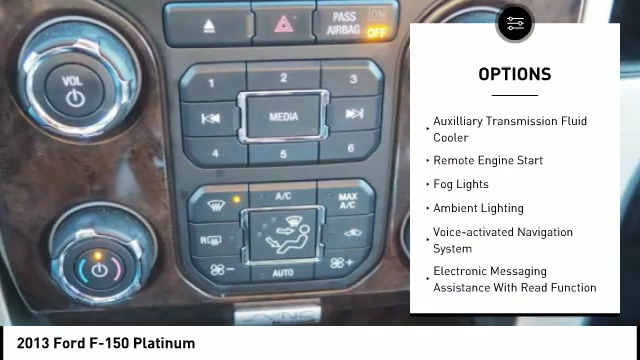 PASS AIRBAG ON
OFF
VOL
1 2 3
MEDIA
4 5 6
A/C
MAX A/C
R
AUTO
SYNC
OPTIONS
Auxilliary Transmission Fluid
Cooler
Remote Engine Start
Fog Lights
Ambient Lighting
Voice-activated Navigation
System
Electronic Messaging
Assistance With Read Function
2013 Ford F-150 Platinum